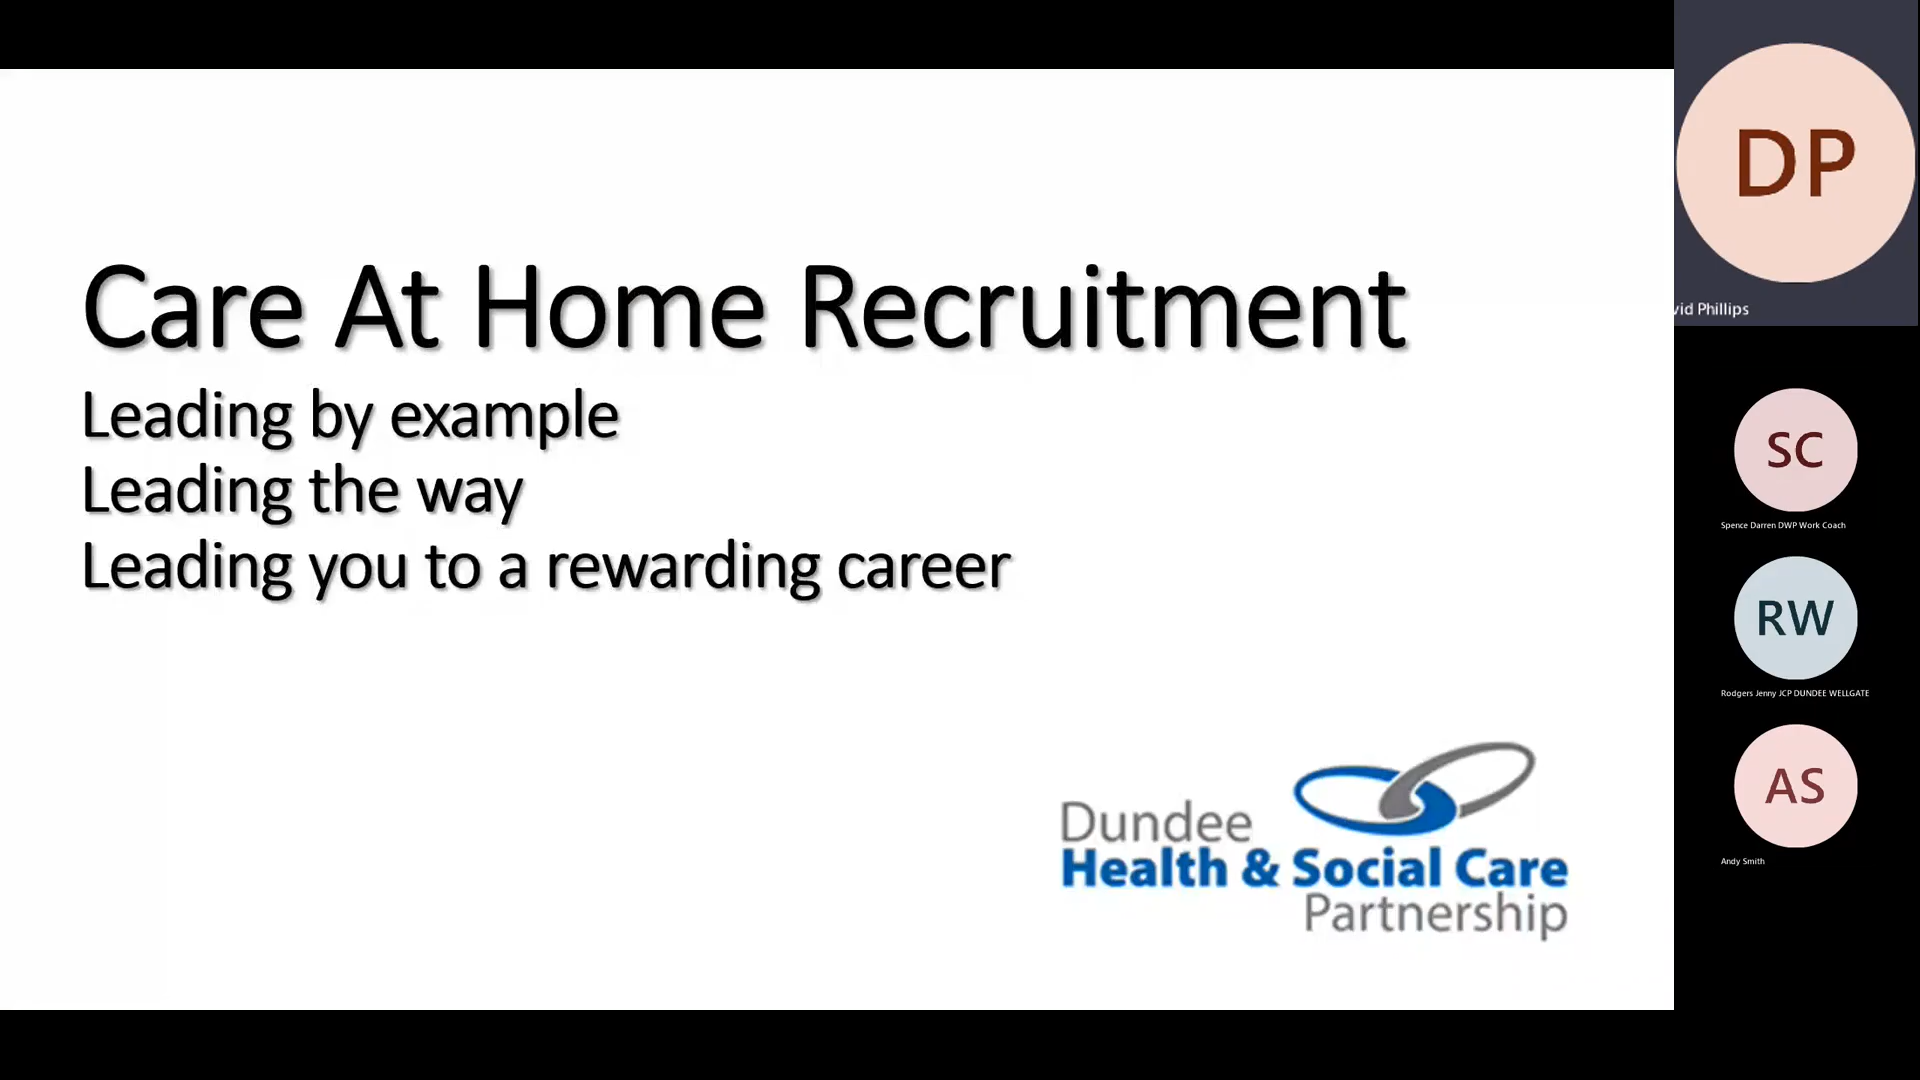 Care At Home Recruitment
Leading by example
Leading the way
Leading you to a rewarding career
Dundee
Health & Social Care
Partnership
DP
vid Phillips
SC
Spence Darren DWP Work Coach
RW
Rodgers Jenny JCP DUNDEE WELLGATE
AS
Andy Smith